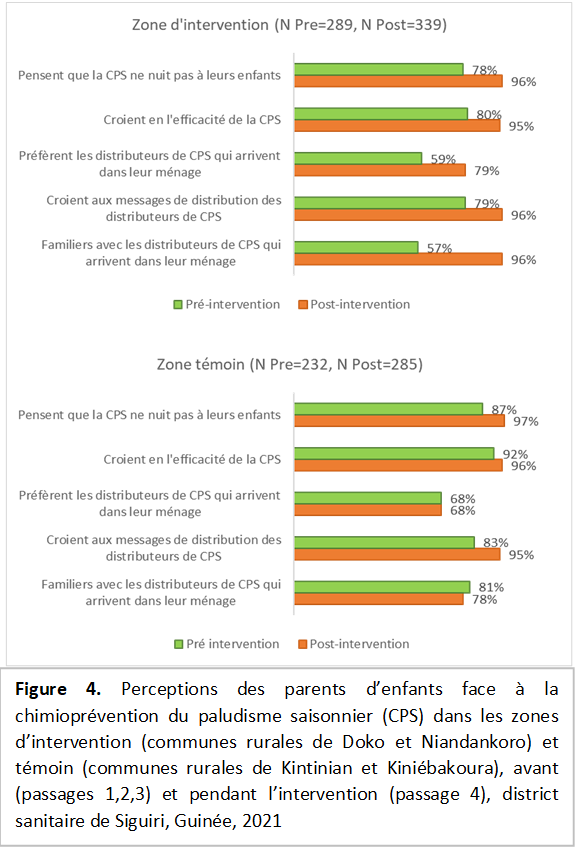 Zone d'intervention (N Pre=289, N Post=339)
Pensent que la CPS ne nuit pas à leurs enfants
78%
96%
Croient en l'efficacité de la CPS
80%
95%
Préfèrent les distributeurs de CPS qui arrivent
dans leur ménage
59%
79%
Croient aux messages de distribution des
distributeurs de CPS
79%
96%
Familiers avec les distributeurs de CPS qui
arrivent dans leur ménage
57%
96%
Pré-intervention
Post-intervention
Zone témoin (N Pre=232, N Post=285)
Pensent que la CPS ne nuit pas à leurs enfants
87%
97%
Croient en l'efficacité de la CPS
92%
96%
Préfèrent les distributeurs de CPS qui arrivent
dans leur ménage
68%
68%
Croient aux messages de distribution des
distributeurs de CPS
83%
95%
Familiers avec les distributeurs de CPS qui
arrivent dans leur ménage
81%
78%
Pré intervention
Post-intervention
Figure 4. Perceptions des parents d’enfants face à la
chimioprévention du paludisme saisonnier (CPS) dans les zones
d’intervention (communes rurales de Doko et Niandankoro) et
témoin (communes rurales de Kintinian et Kiniébakoura), avant
(passages 1,2,3) et pendant l’intervention (passage 4), district
sanitaire de Siguiri, Guinée, 2021